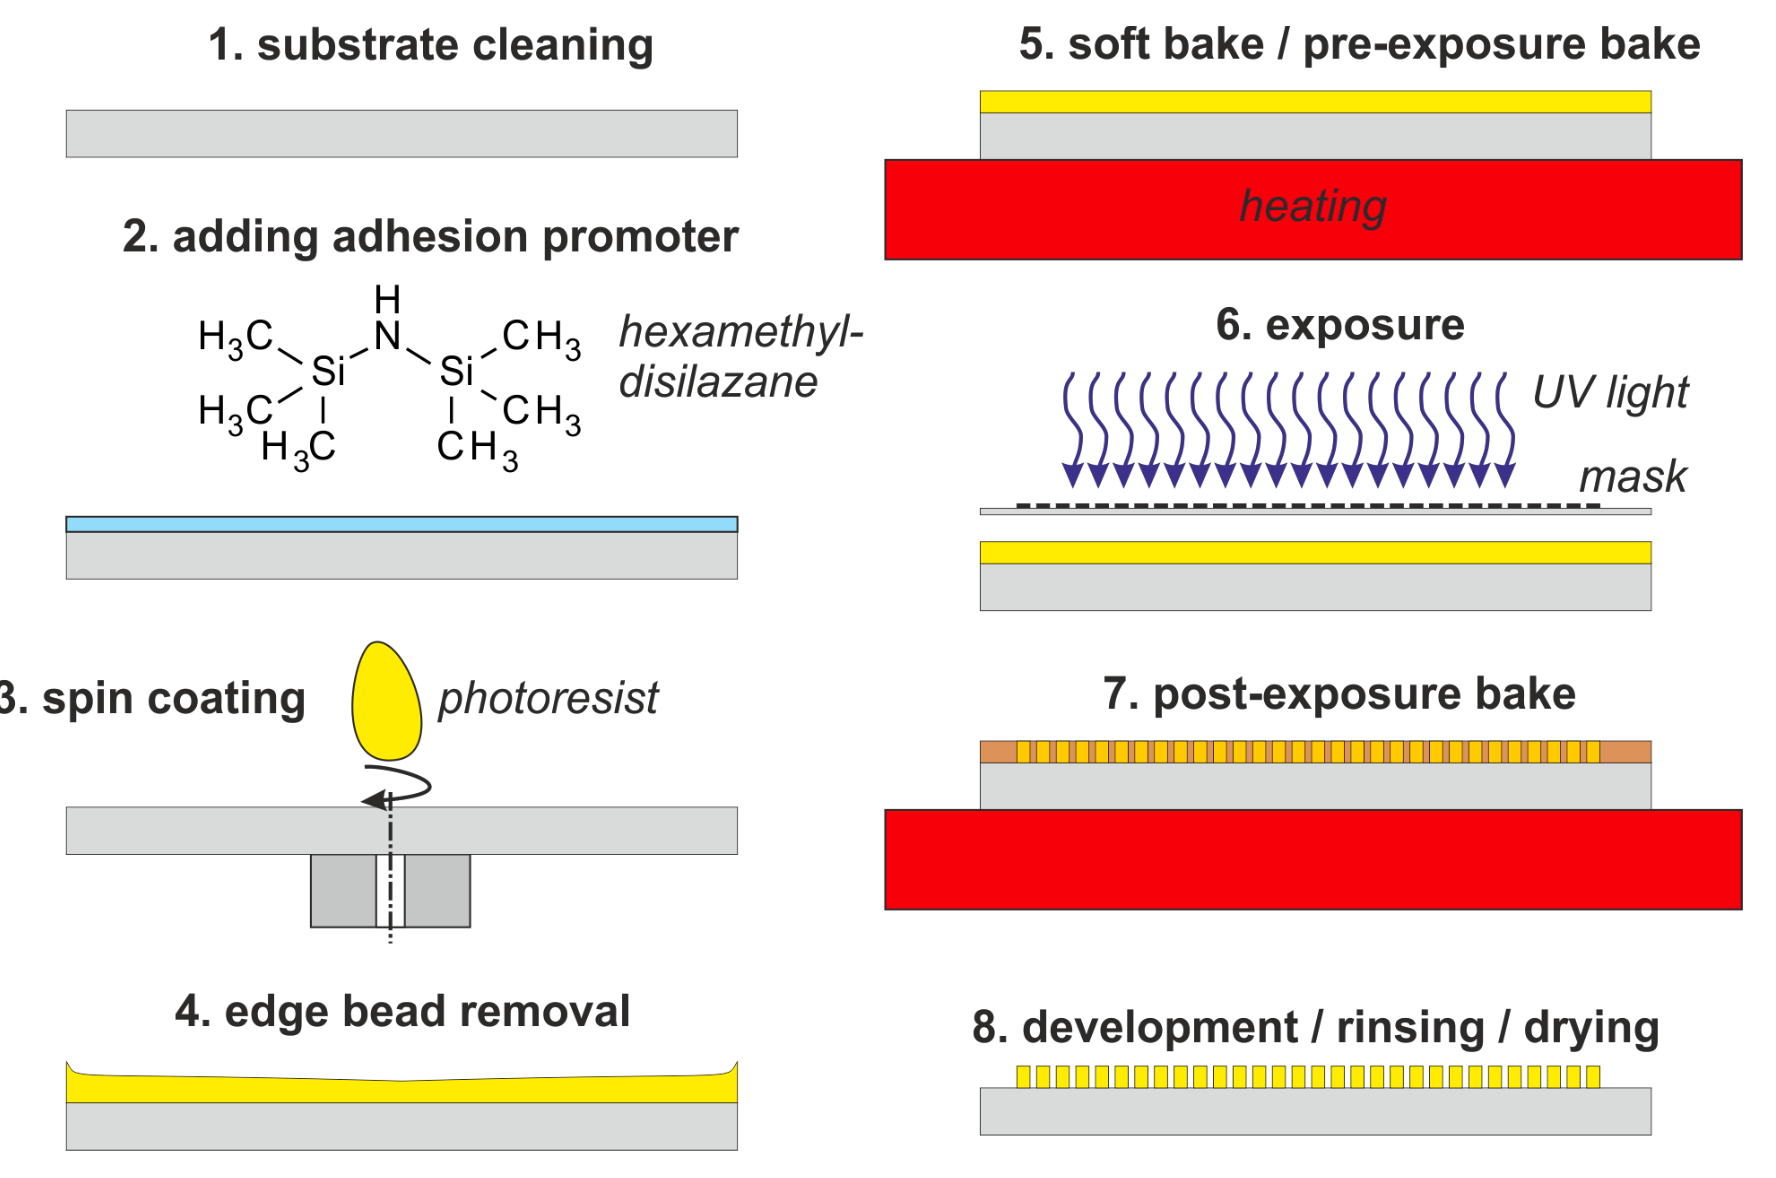 1. substrate cleaning
2. adding adhesion promoter
H
H3C N CH3
Si Si
H3C CH3
H3C CH3
hexamethyl-
disilazane
3. spin coating
photoresist
4. edge bead removal
5. soft bake / pre-exposure bake
heating
6. exposure
UV light
mask
7. post-exposure bake
8. development / rinsing / drying